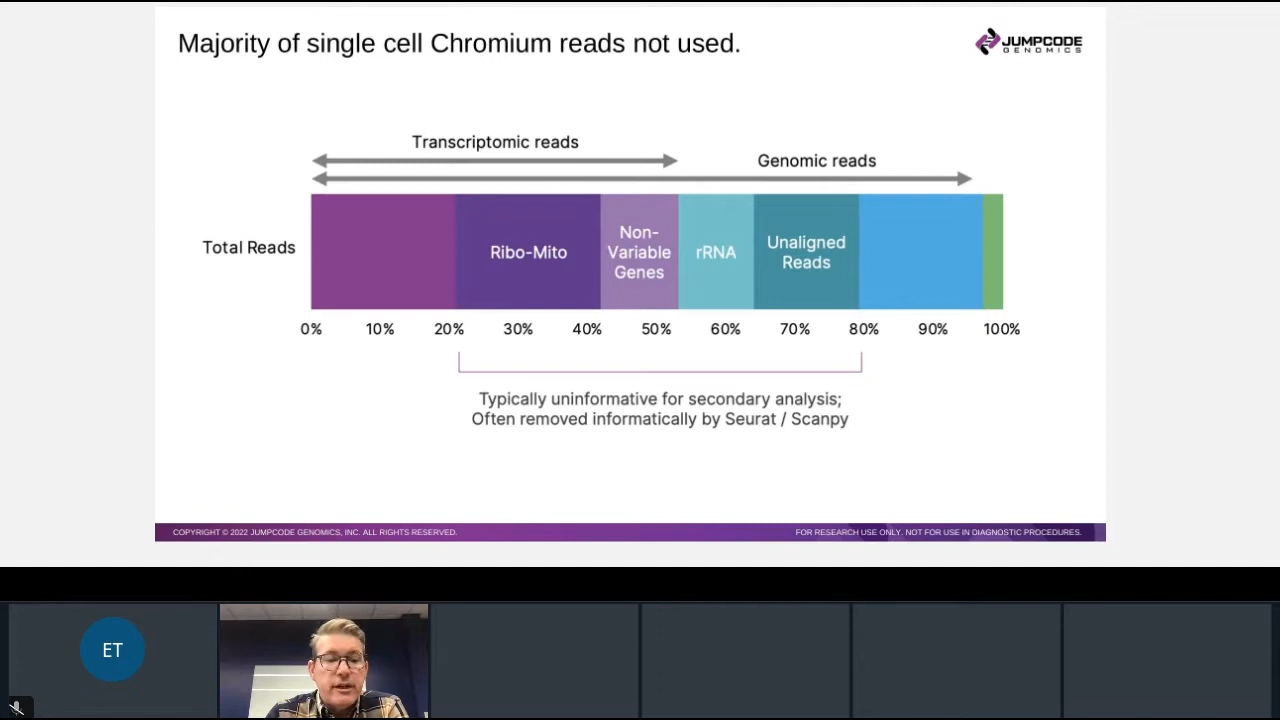 Majority of single cell Chromium reads not used.
JUMPCODE
GENOMICS
Transcriptomic reads
Genomic reads
Total Reads
Ribo-Mito
Non-
Variable
Genes
rRNA
Unaligned
Reads
0% 10% 20% 30% 40% 50% 60% 70% 80% 90% 100%
Typically uninformative for secondary analysis;
Often removed informatically by Seurat / Scanpy
COPYRIGHT © 2022 JUMPCODE GENOMICS, INC. ALL RIGHTS RESERVED.
FOR RESEARCH USE ONLY. NOT FOR USE IN DIAGNOSTIC PROCEDURES.
ET